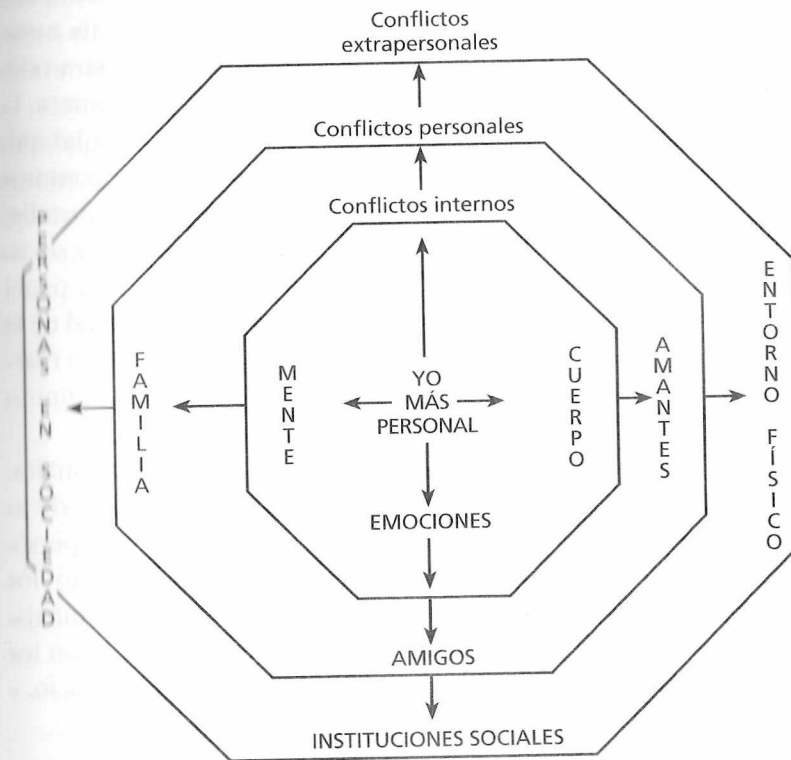 Conflictos
extrapersonales
Conflictos personales
Conflictos internos
PERSONAS EN SOCIEDAD
FAMILIA
MENTE
YO
MÁS
PERSONAL
CUERPO
AMANTES
ENTORNO FÍSICO
EMOCIONES
AMIGOS
INSTITUCIONES SOCIALES